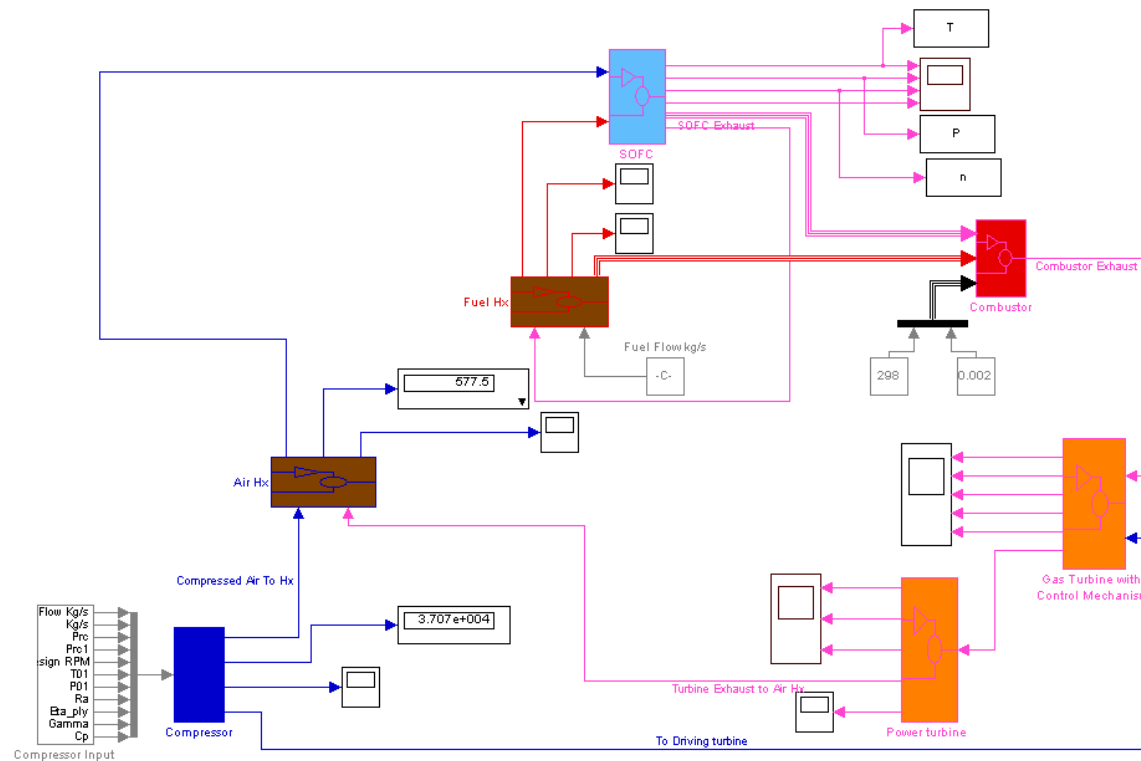 T
SOFC Exhaust
P
SOFC
n
Combustor Exhaust
Fuel Hx
Combustor
Fuel Flowkg/s
-C-
298
0.002
577.5
Air Hx
Compressed Air To Hx
Gas Turbine with
Control Mechanism
Flow Kg/s
Kg/s
Prc
Prc1
sign RPM
T01
P01
Ra
Eta_ply
Gamma
Cp
3.707e+004
Turbine Exhaust to Air Hx
Compressor
Power turbine
To Driving turbine
Compressor Input